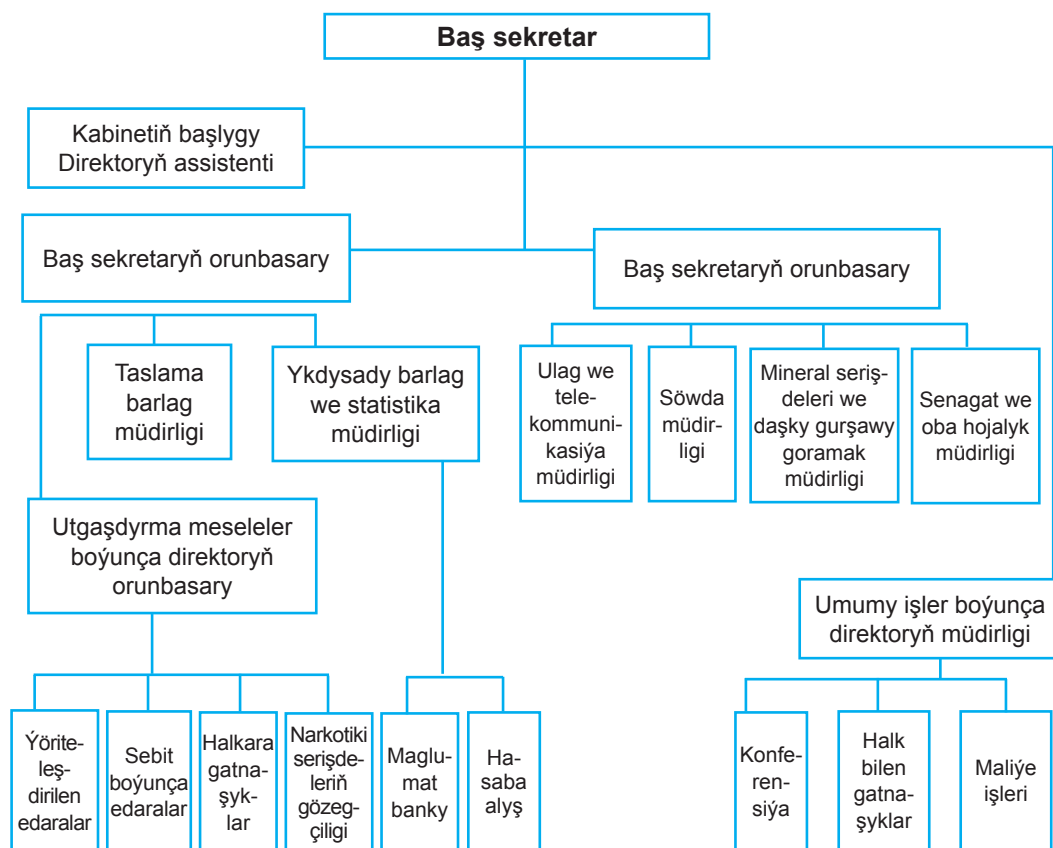 Baş sekretar
Kabinetiň başlygy
Direktoryň assistenti
Baş sekretaryň orunbasary
Baş sekretaryň orunbasary
Taslama
barlag
müdirligi
Ykdysady barlag
we statistika
müdirligi
Ulag we
tele-
kommuni-
kasiýa
müdirligi
Söwda
müdir-
ligi
Mineral seriş-
deleri we
daşky gurşawy
goramak
müdirligi
Senagat we
oba hojalyk
müdirligi
Utgaşdyrma meseleler
boýunça direktoryň
orunbasary
Umumy işler boýunça
direktoryň müdirligi
Ýörite-
leş-
dirilen
edaralar
Sebit
boýunça
edaralar
Halkara
gatna-
şyk-
lar
Narkotiki
serişde-
leriň
gözeg-
çiligi
Maglu-
mat
banky
Ha-
saba
alyş
Konfe-
ren-
siýa
Halk
bilen
gatna-
şyklar
Maliýe
işleri